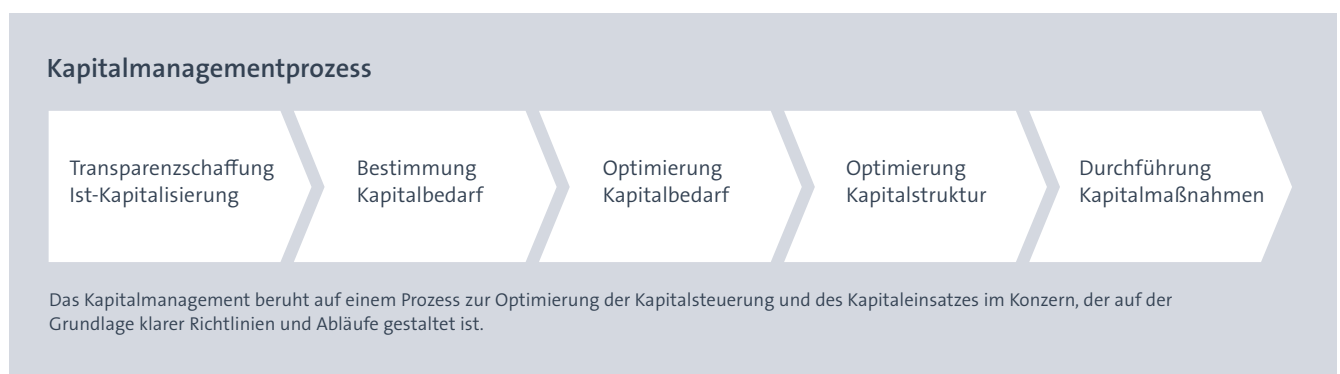 Kapitalmanagementprozess
Transparenzschaffung
Ist-Kapitalisierung
Bestimmung
Kapitalbedarf
Optimierung
Kapitalbedarf
Optimierung
Kapitalstruktur
Durchführung
Kapitalmaßnahmen
Das Kapitalmanagement beruht auf einem Prozess zur Optimierung der Kapitalsteuerung und des Kapitaleinsatzes im Konzern, der auf der
Grundlage klarer Richtlinien und Abläufe gestaltet ist.